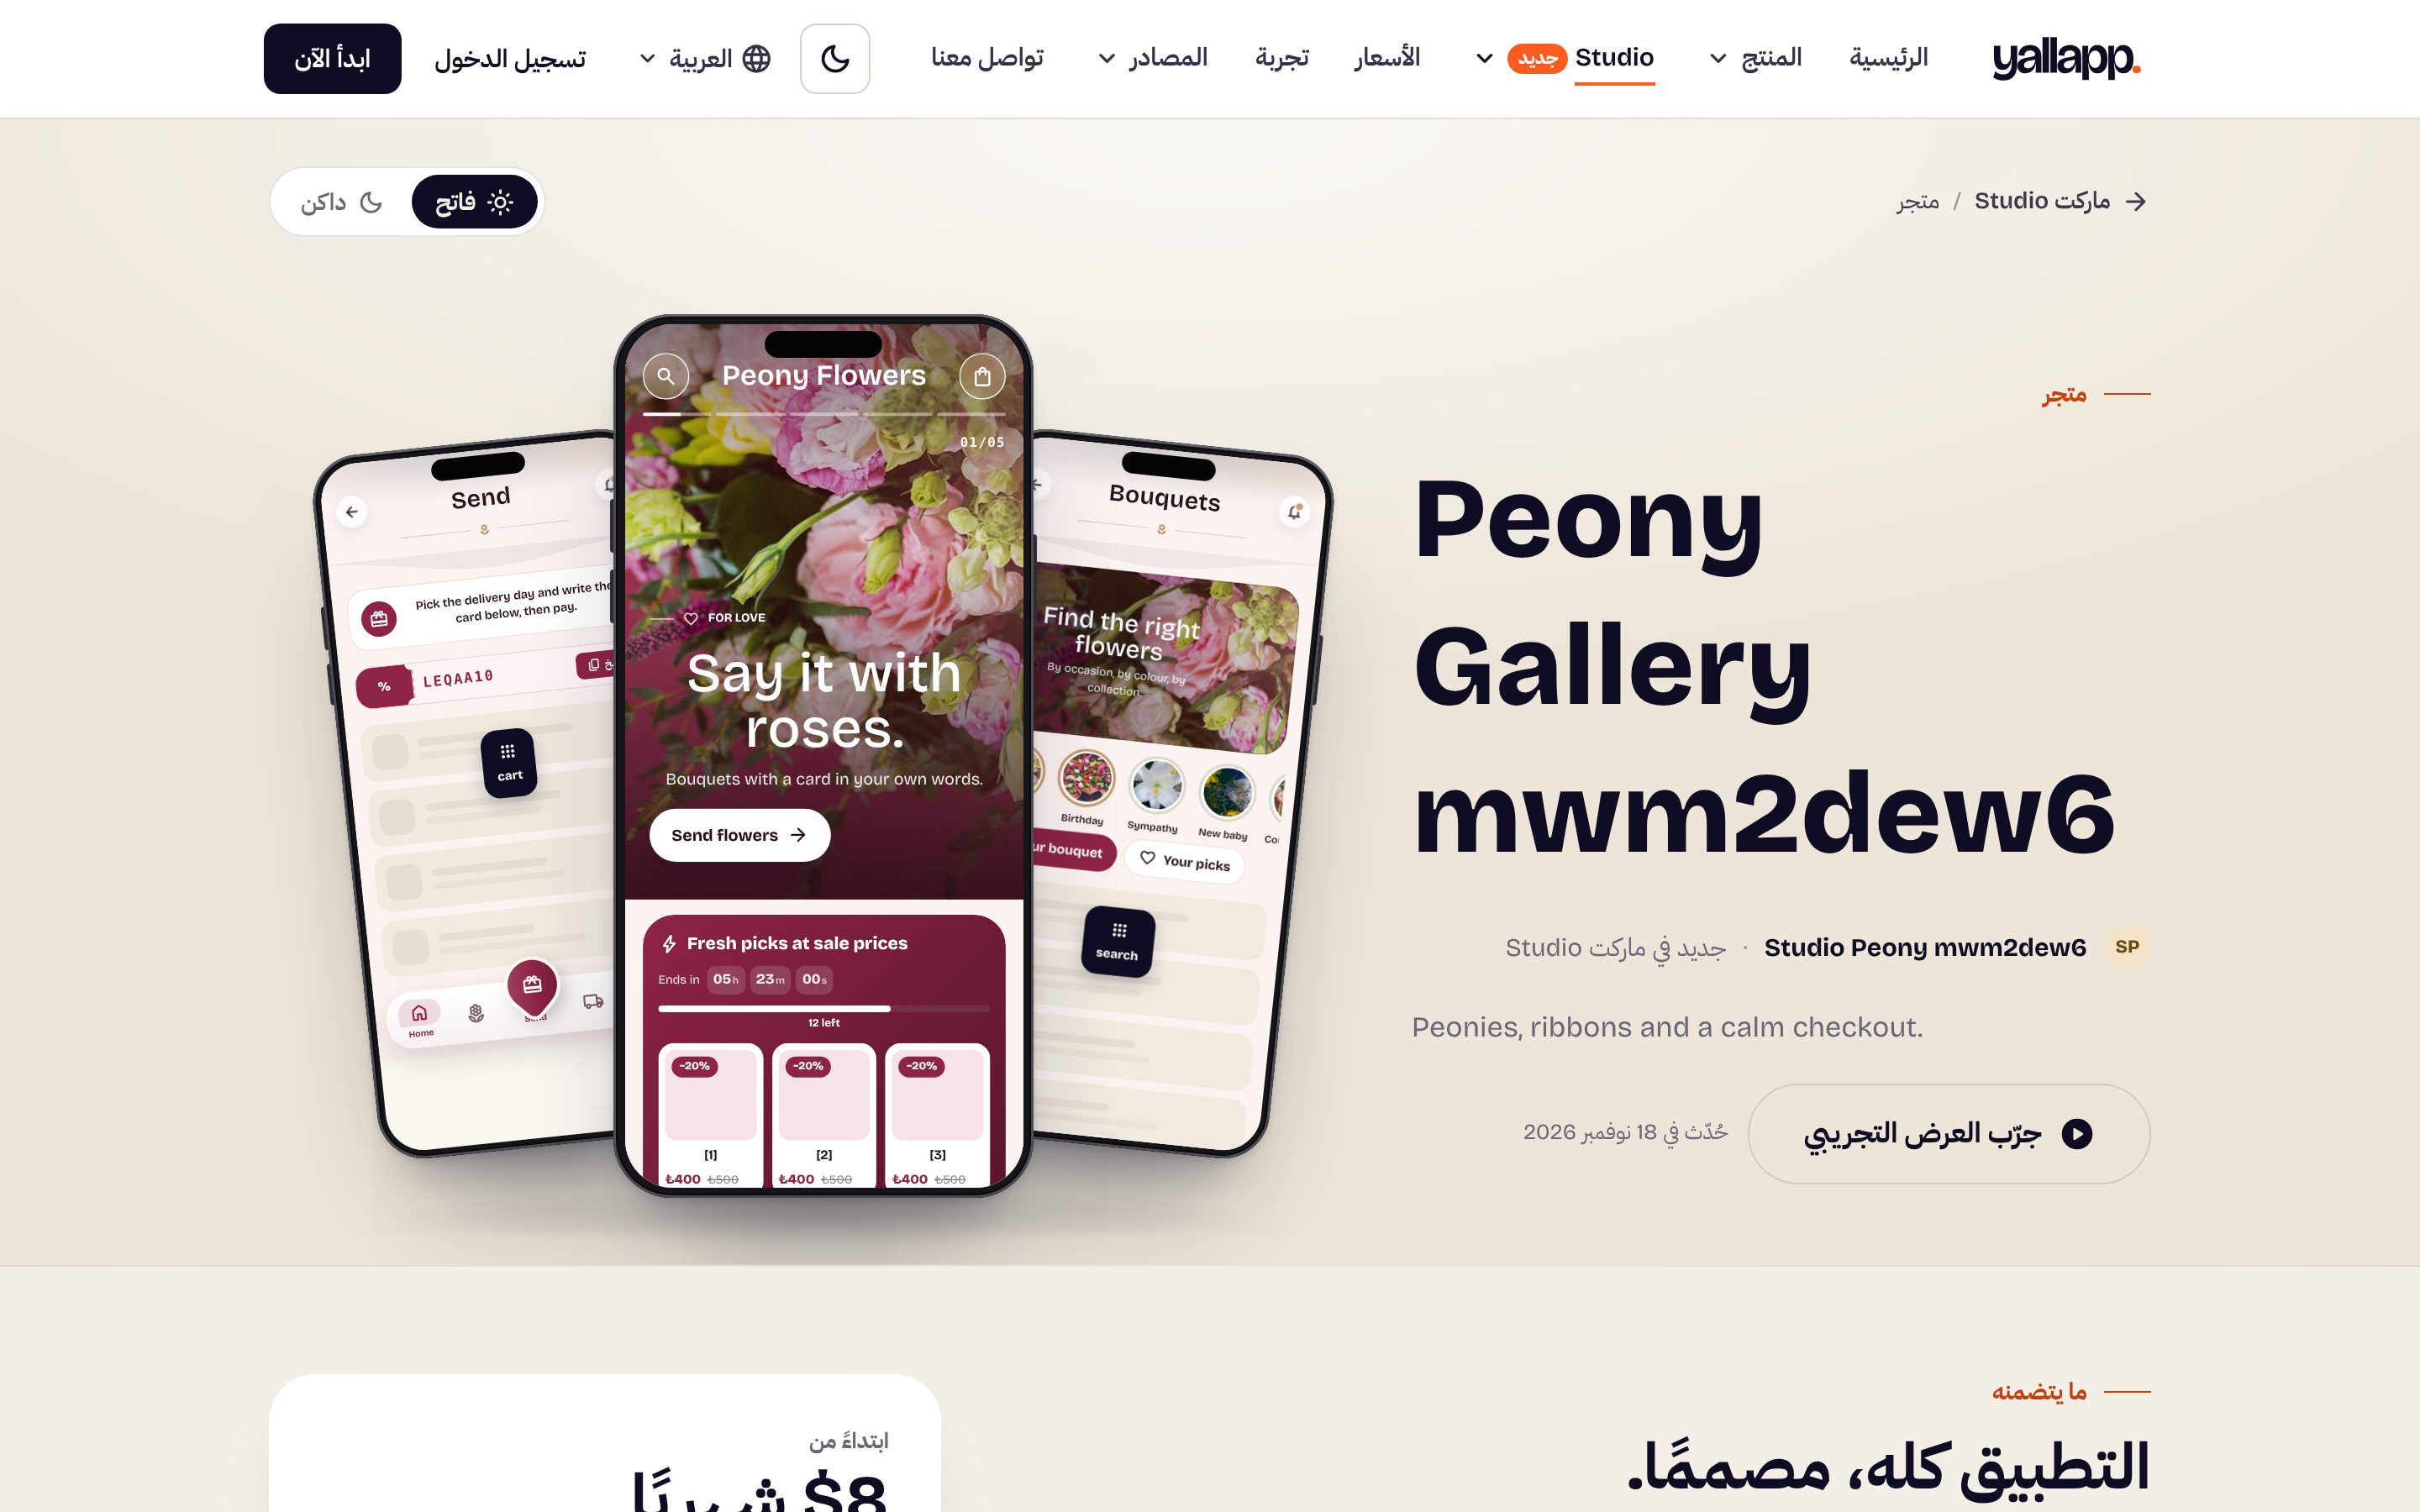 yallapp.
الرئيسية
المنتج
Studio جديد
الأسعار
تجربة
المصادر
تواصل معنا
العربية
تسجيل الدخول
ابدأ الآن
ماركت Studio / متجر
فاتح
داكن
متجر
Peony
Gallery
mwm2dew6
SP Studio Peony mwm2dew6 · جديد في ماركت Studio
Peonies, ribbons and a calm checkout.
جرّب العرض التجريبي
حُدّث في 18 نوفمبر 2026
Send
Pick the delivery day and write the
card below, then pay.
%
LEQAA10
cart
Home
Peony Flowers
01/05
FOR LOVE
Say it with
roses.
Bouquets with a card in your own words.
Send flowers
Fresh picks at sale prices
Ends in 05h 23m 00s
12 left
-20% -20% -20%
[1] [2] [3]
₺400 ₺500 ₺400 ₺500 ₺400 ₺500
Bouquets
Find the right
flowers
By occasion, by colour, by
collection.
Birthday
Sympathy
New baby
bouquet
Your picks
search
ما يتضمنه
التطبيق كله، مصممًا.
ابتداءً من
$8 شهريًا